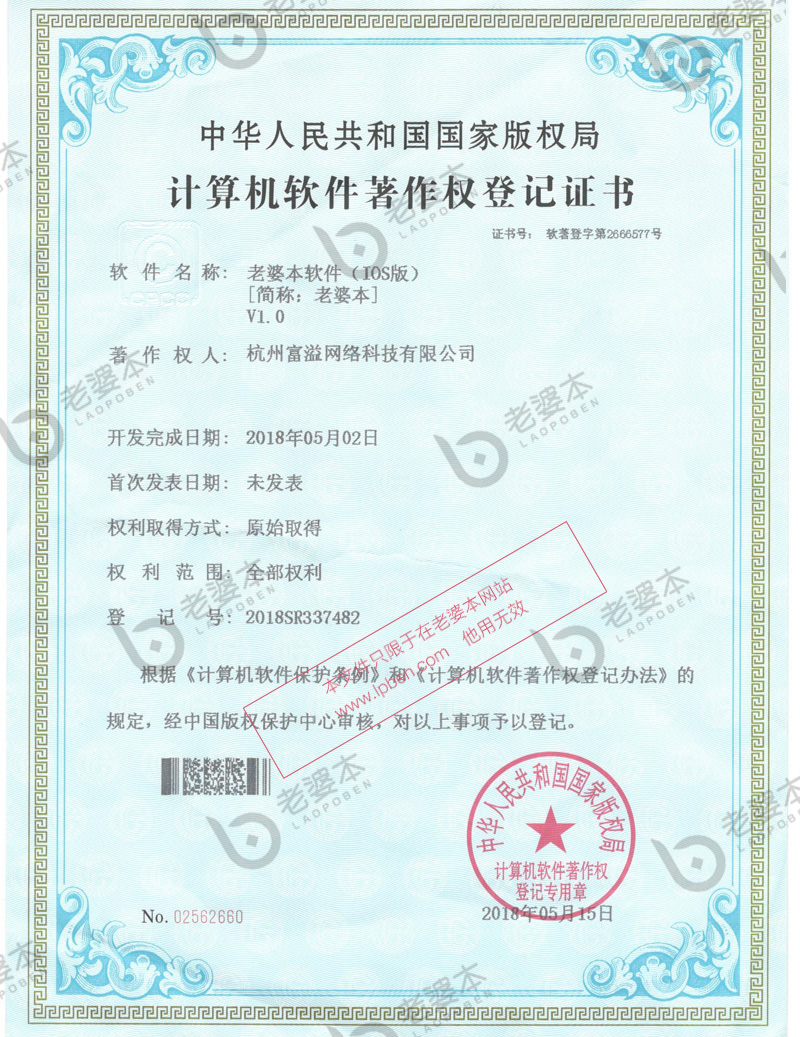 中华人民共和国国家版权局
计算机软件著作权登记证书
证书号： 软著登字第2666577号
软件名称： 老婆本软件（IOS版）
[简称：老婆本]
V1.0
著作权人： 杭州富溢网络科技有限公司
开发完成日期： 2018年05月02日
首次发表日期： 未发表
权利取得方式： 原始取得
权利范围： 全部权利
登记号： 2018SR337482
根据《计算机软件保护条例》和《计算机软件著作权登记办法》的
规定，经中国版权保护中心审核，对以上事项予以登记。
本文件只限于在老婆本网站
www.lpben.com 他用无效
中华人民共和国国家版权局
计算机软件著作权
登记专用章
2018年05月15日
No. 02562660
CPCC
老婆本
LAOPOBEN
老婆本
LAOPOBEN
老婆本
LAOPOBEN
老婆本
LAOPOBEN
老婆本
LAOPOBEN
老婆本
LAOPOBEN
老婆本
LAOPOBEN
老婆本
LAOPOBEN